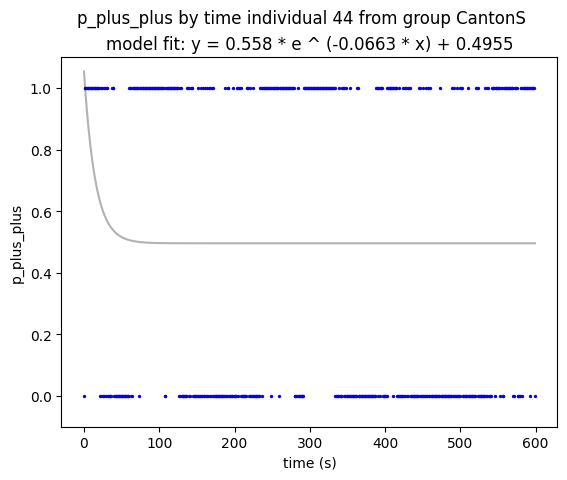 p_plus_plus by time individual 44 from group CantonS
model fit: y = 0.558 * e ^ (-0.0663 * x) + 0.4955
1.0
0.8
0.6
0.4
0.2
0.0
p_plus_plus
0 100 200 300 400 500 600
time (s)